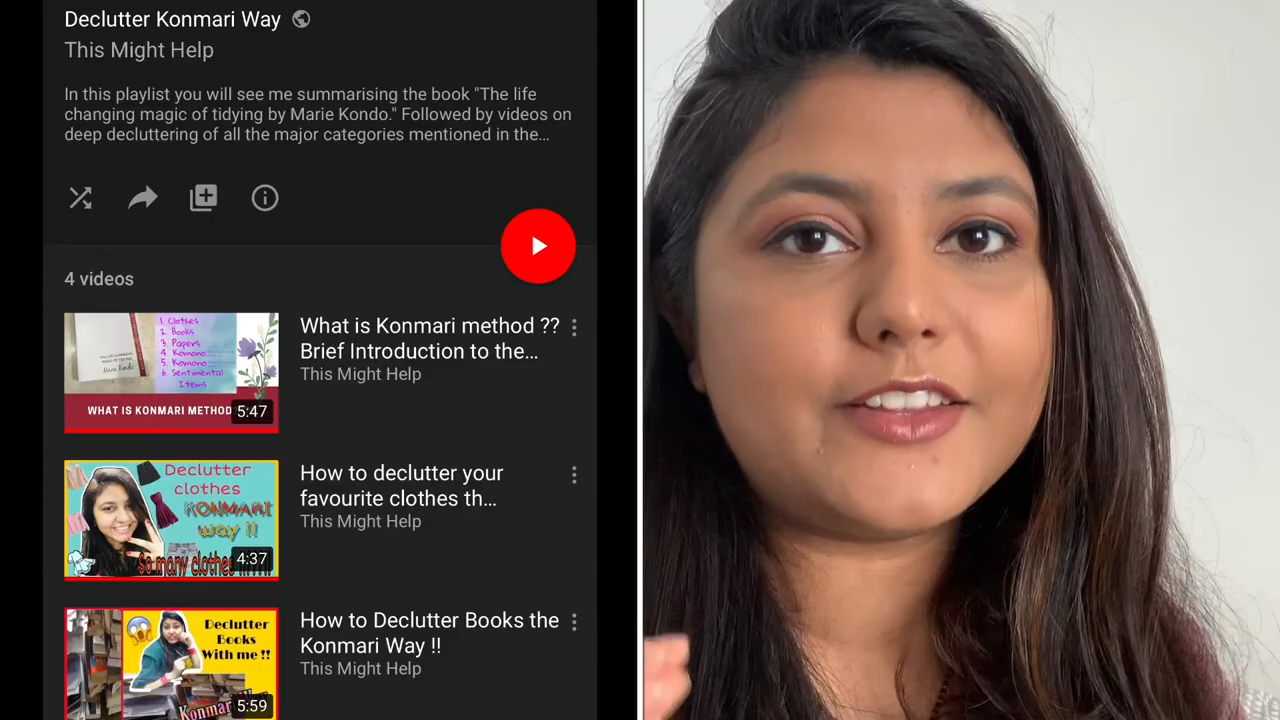 Declutter Konmari Way
This Might Help
In this playlist you will see me summarising the book "The life
changing magic of tidying by Marie Kondo." Followed by videos on
deep decluttering of all the major categories mentioned in the...
4 videos
1. Clothes
2. Books
3. Papers
4. Komono
5. Komono
6. Sentimental
Items
Marie Kondo
WHAT IS KONMARI METHOD
5:47
What is Konmari method ??
Brief Introduction to the...
This Might Help
Declutter
clothes
KONMARI
way !!
So many clothes
4:37
How to declutter your
favourite clothes th...
This Might Help
Declutter
Books
With me !!
Konmari
5:59
How to Declutter Books the
Konmari Way !!
This Might Help